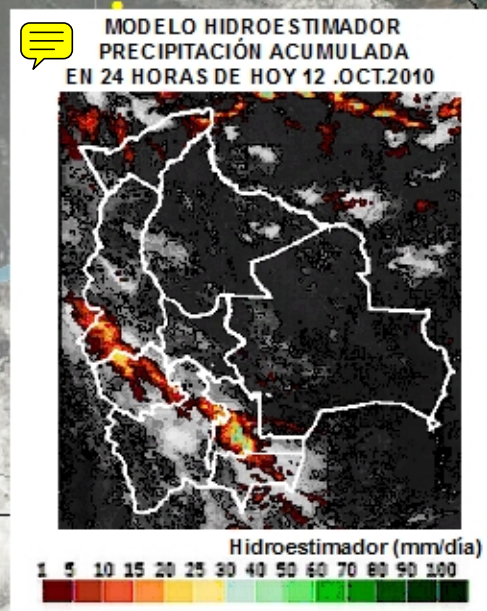 MODELO HIDROESTIMADOR
PRECIPITACIÓN ACUMULADA
EN 24 HORAS DE HOY 12 .OCT.2010
Hidroestimador (mm/día)
1 5 10 15 20 25 30 40 50 60 70 80 90 100